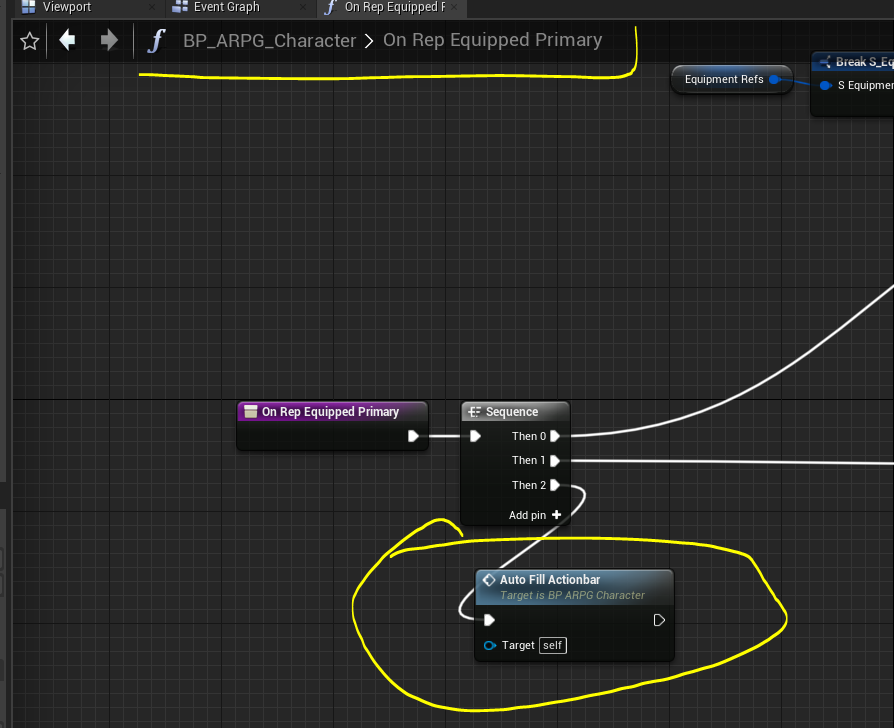 Viewport
Event Graph
On Rep Equipped
BP_ARPG_Character > On Rep Equipped Primary
Equipment Refs
Break S_Eq
S Equipmen
On Rep Equipped Primary
Sequence
Then 0
Then 1
Then 2
Add pin
Auto Fill Actionbar
Target is BP ARPG Character
Target self